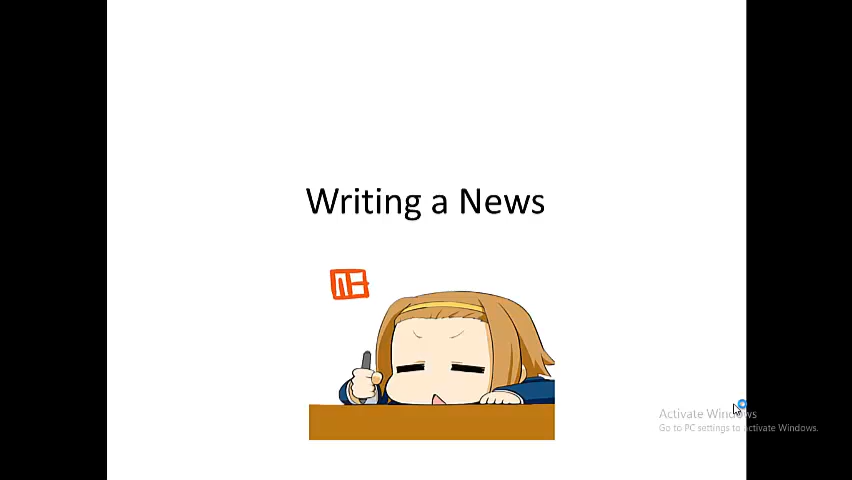 Writing a News
Activate Windows
Go to PC settings to Activate Windows.